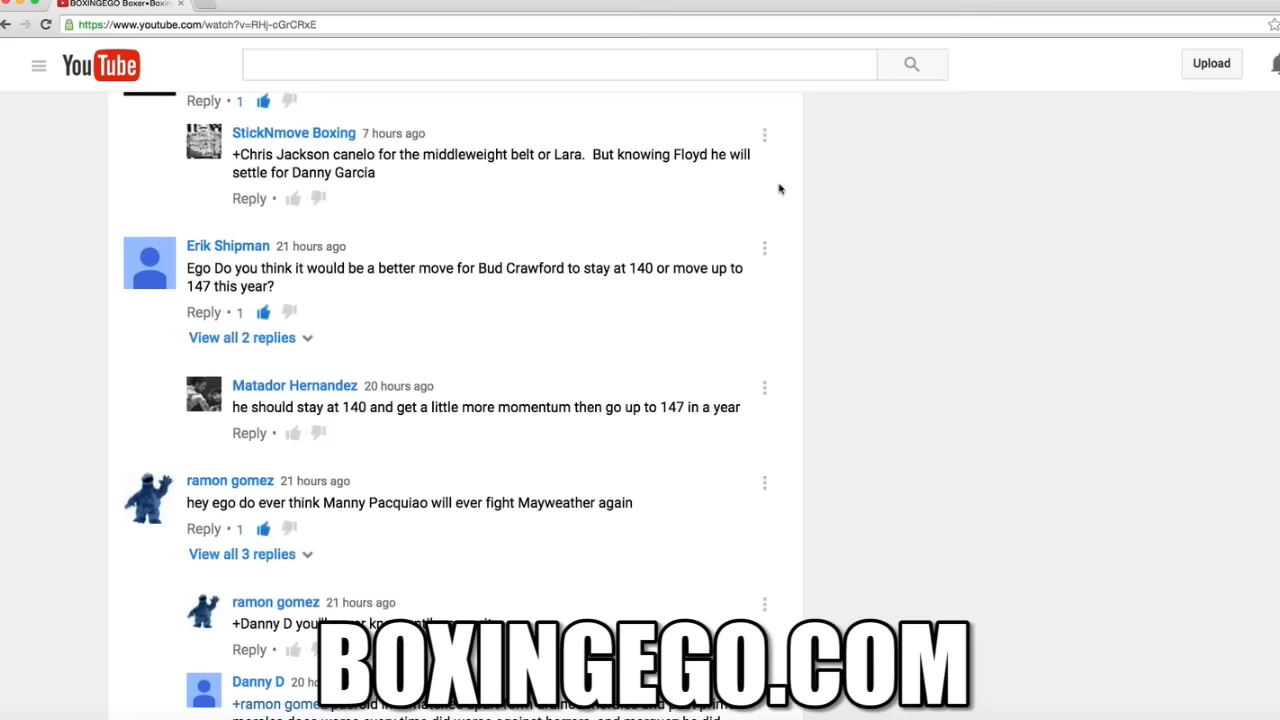 BOXINGEGO Boxer•Boxin
https://www.youtube.com/watch?v=RHj-cGrCRxE
YouTube
Upload
Reply • 1
StickNmove Boxing 7 hours ago
+Chris Jackson canelo for the middleweight belt or Lara. But knowing Floyd he will
settle for Danny Garcia
Reply •
Erik Shipman 21 hours ago
Ego Do you think it would be a better move for Bud Crawford to stay at 140 or move up to
147 this year?
Reply • 1
View all 2 replies
Matador Hernandez 20 hours ago
he should stay at 140 and get a little more momentum then go up to 147 in a year
Reply •
ramon gomez 21 hours ago
hey ego do ever think Manny Pacquiao will ever fight Mayweather again
Reply • 1
View all 3 replies
ramon gomez 21 hours ago
+Danny D
Reply •
Danny D 20
+ramon
BOXINGEGO.COM